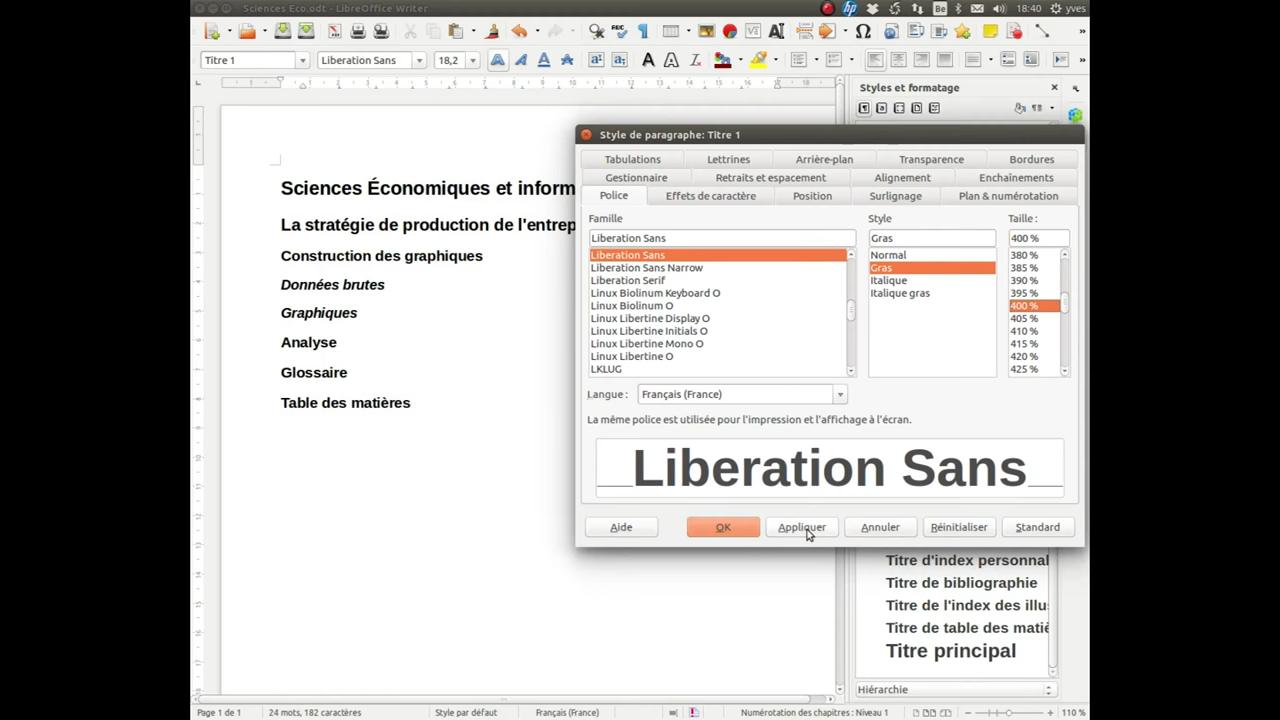 Sciences Eco.odt - LibreOffice Writer
hp
Be
18:40
yves
Titre 1
Liberation Sans
18,2
Styles et formatage
Sciences Économiques et inform
La stratégie de production de l'entrep
Construction des graphiques
Données brutes
Graphiques
Analyse
Glossaire
Table des matières
Style de paragraphe: Titre 1
Tabulations
Lettrines
Arrière-plan
Transparence
Bordures
Gestionnaire
Retraits et espacement
Alignement
Enchaînements
Police
Effets de caractère
Position
Surlignage
Plan & numérotation
Famille
Style
Taille :
Liberation Sans
Gras
400 %
Liberation Sans
Liberation Sans Narrow
Liberation Serif
Linux Biolinum Keyboard O
Linux Biolinum O
Linux Libertine Display O
Linux Libertine Initials O
Linux Libertine Mono O
Linux Libertine O
LKLUG
Normal
Gras
Italique
Italique gras
380 %
385 %
390 %
395 %
400 %
405 %
410 %
415 %
420 %
425 %
Langue :
Français (France)
La même police est utilisée pour l'impression et l'affichage à l'écran.
Liberation Sans
Aide
OK
Appliquer
Annuler
Réinitialiser
Standard
Titre d'index personnal
Titre de bibliographie
Titre de l'index des illus
Titre de table des matiè
Titre principal
Hiérarchie
Page 1 de 1
24 mots, 182 caractères
Style par défaut
Français (France)
Numérotation des chapitres : Niveau 1
110 %